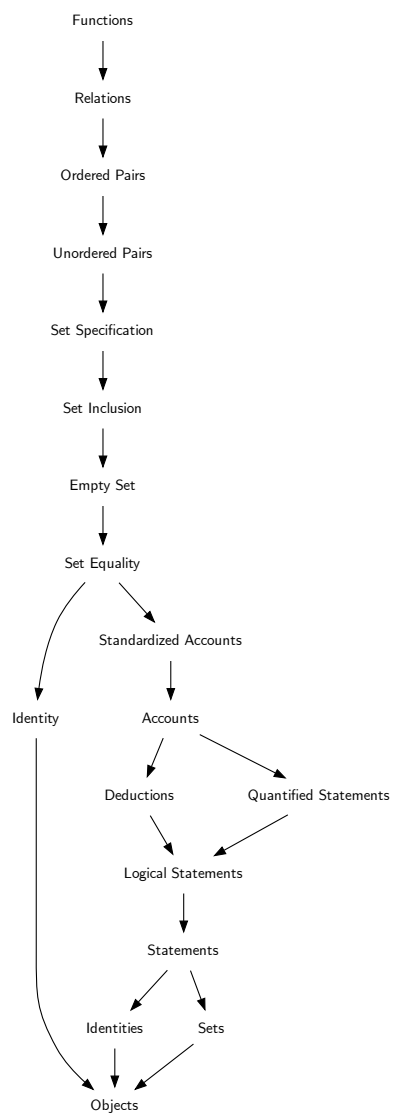 Functions
Relations
Ordered Pairs
Unordered Pairs
Set Specification
Set Inclusion
Empty Set
Set Equality
Standardized Accounts
Identity
Accounts
Deductions
Quantified Statements
Logical Statements
Statements
Identities
Sets
Objects